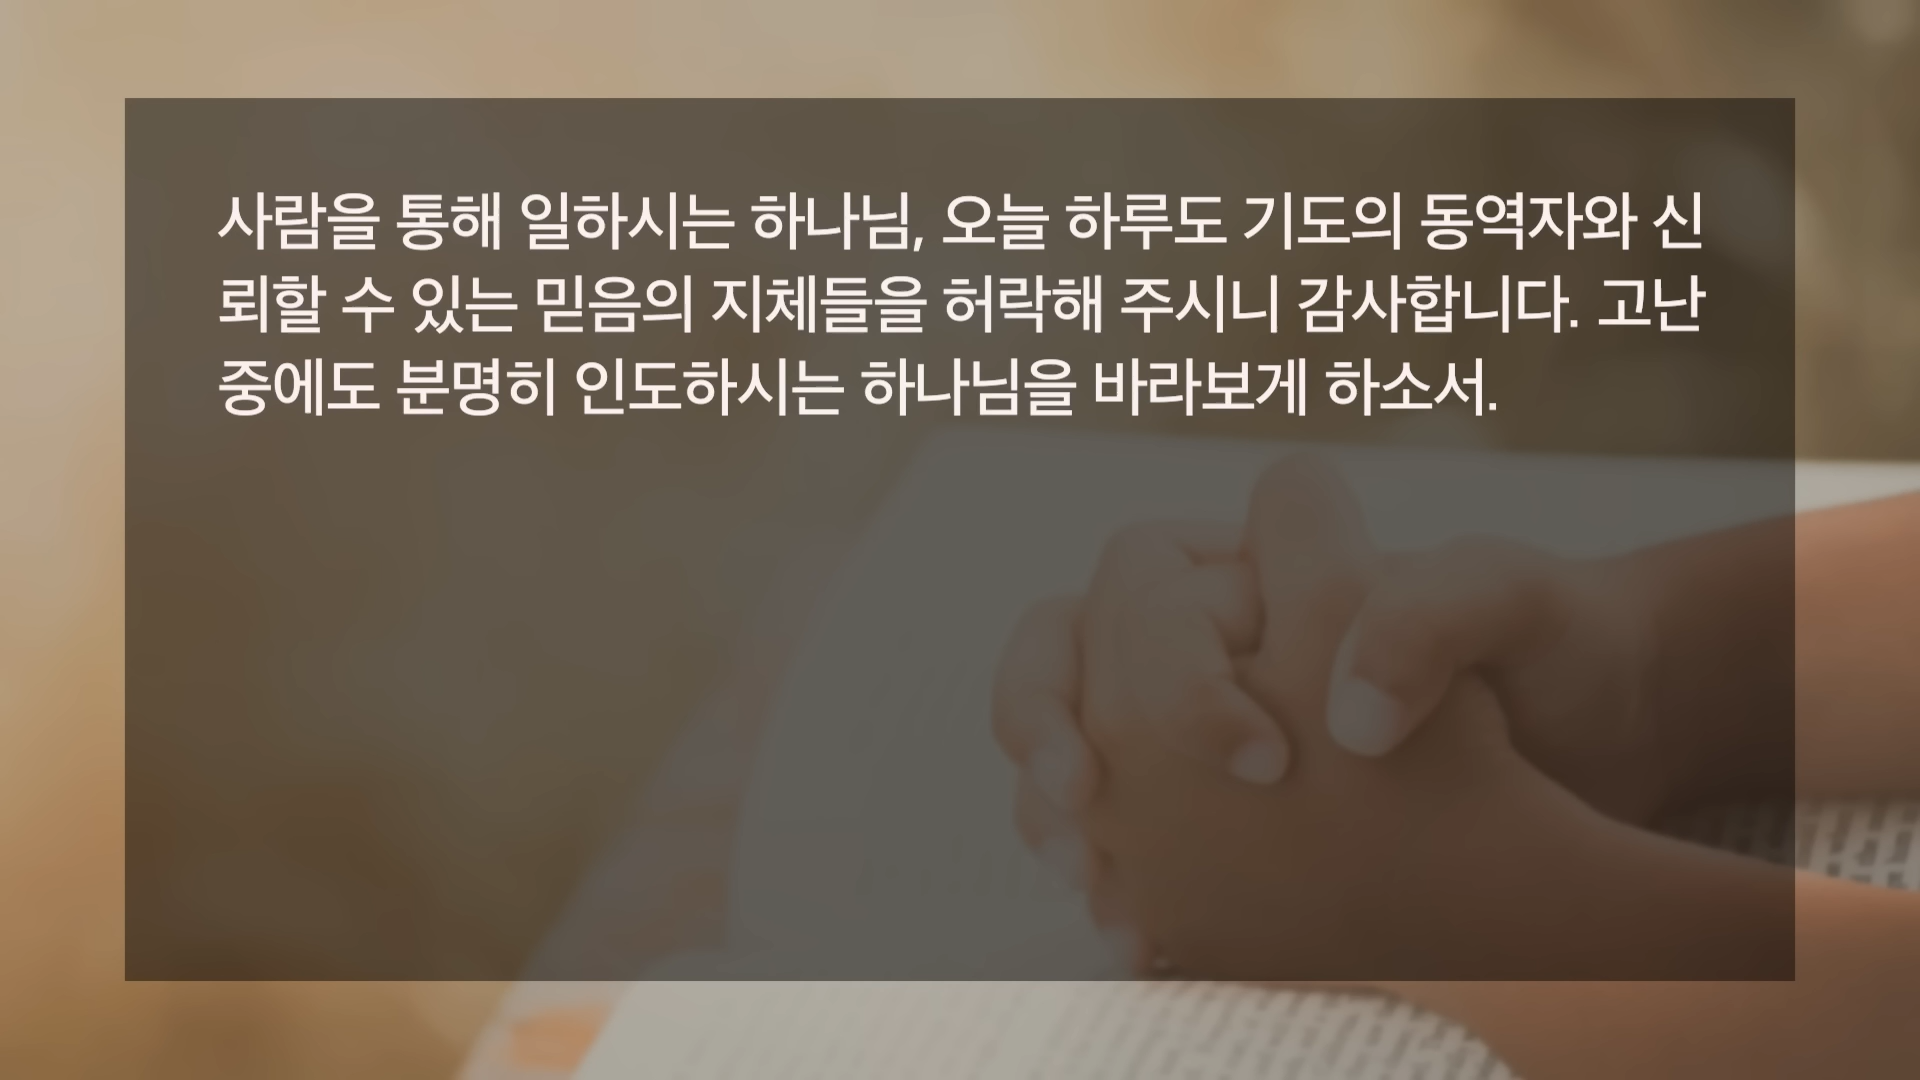 사람을 통해 일하시는 하나님, 오늘 하루도 기도의 동역자와 신
뢰할 수 있는 믿음의 지체들을 허락해 주시니 감사합니다. 고난
중에도 분명히 인도하시는 하나님을 바라보게 하소서.